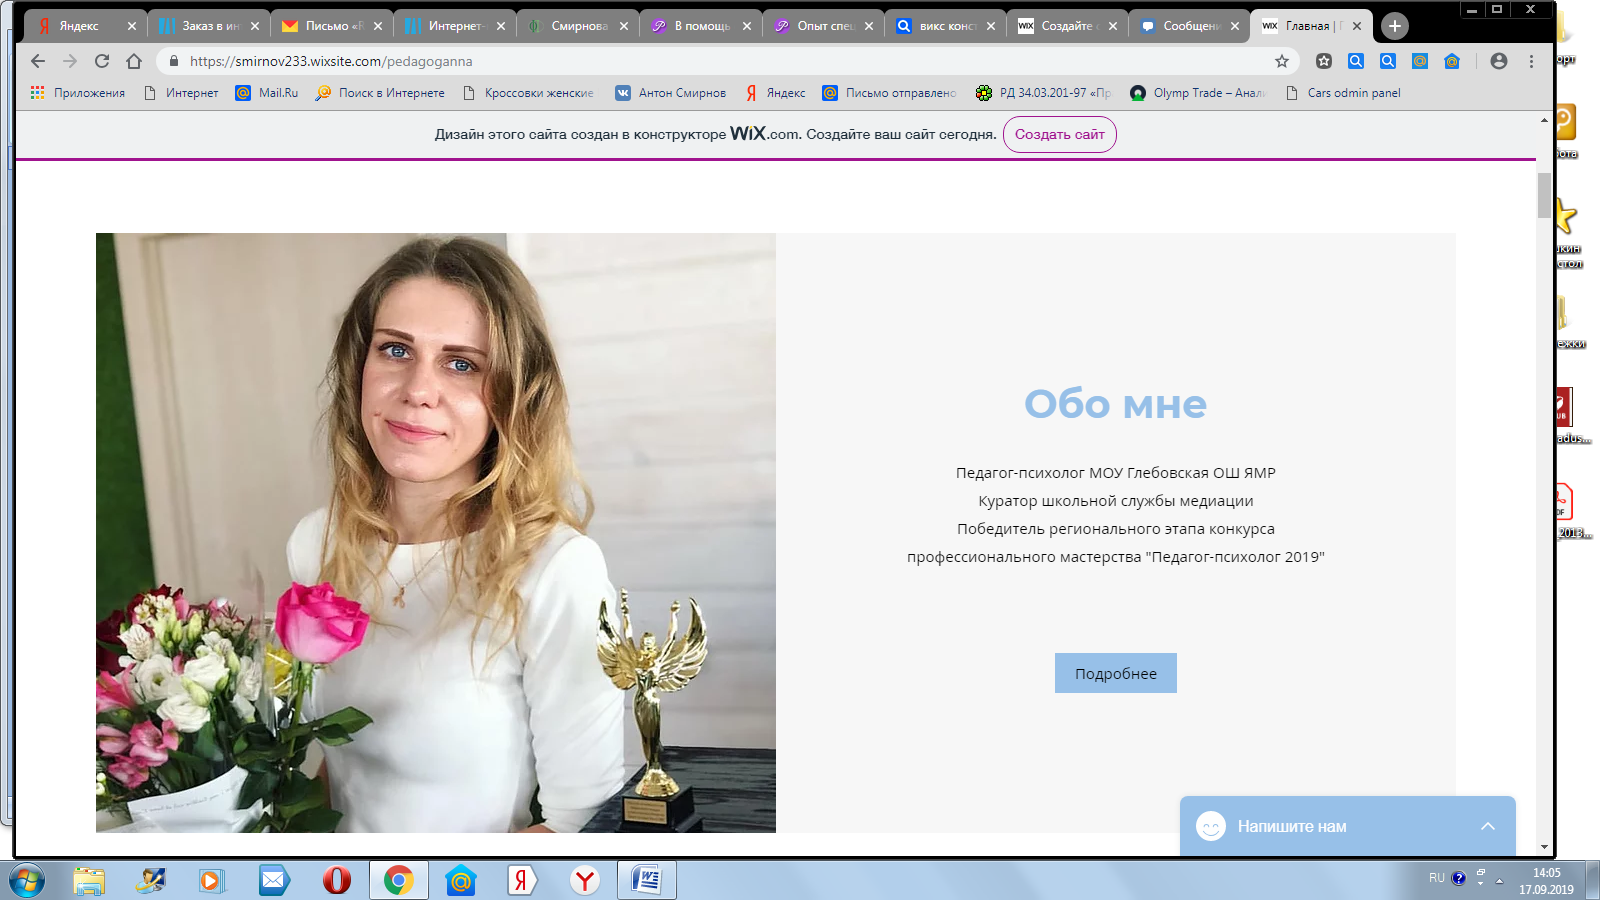 Яндекс
Заказ в ин
Письмо «В
Интернет-
Смирнова
В помощь
Опыт спец
викс конст
Создайте с
Сообщени
Главная | П
https://smirnov233.wixsite.com/pedagoganna
Приложения
Интернет
Mail.Ru
Поиск в Интернете
Кроссовки женские
Антон Смирнов
Яндекс
Письмо отправлено
РД 34.03.201-97 «Пр
Olymp Trade – Анали
Cars odmin panel
Дизайн этого сайта создан в конструкторе WiX.com. Создайте ваш сайт сегодня. Создать сайт
Обо мне
Педагог-психолог МОУ Глебовская ОШ ЯМР
Куратор школьной службы медиации
Победитель регионального этапа конкурса
профессионального мастерства "Педагог-психолог 2019"
Подробнее
Напишите нам
RU
14:05
17.09.2019